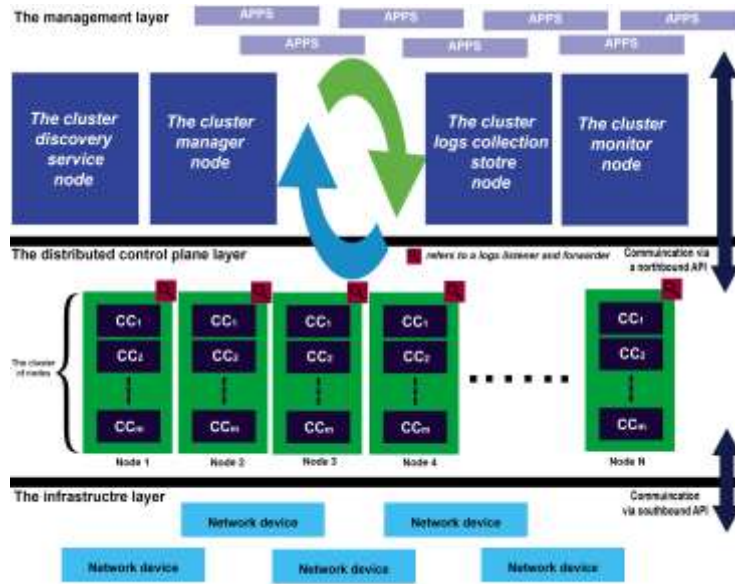 The management layer
APPS APPS APPS APPS
APPS APPS APPS
The cluster
discovery
service
node
The cluster
manager
node
The cluster
logs collection
stotre
node
The cluster
monitor
node
The distributed control plane layer
refers to a logs listener and forwarder
Commuincation via
a northbound API
The cluster
of nodes
CC1
CC2
CCm
Node 1
CC1
CC2
CCm
Node 2
CC1
CC2
CCm
Node 3
CC1
CC2
CCm
Node 4
CC1
CC2
CCm
Node N
The infrastructre layer
Commuincation
via southbound API
Network device Network device
Network device Network device Network device